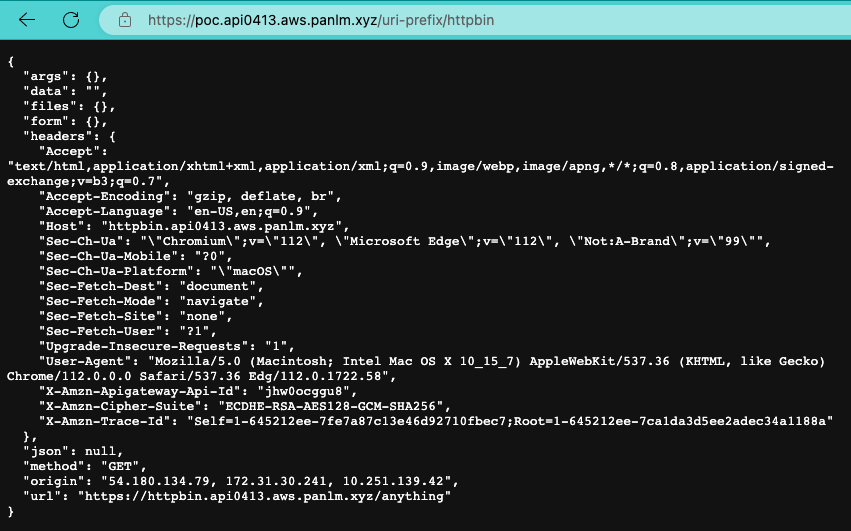 https://poc.api0413.aws.panlm.xyz/uri-prefix/httpbin
{
  "args": {},
  "data": "",
  "files": {},
  "form": {},
  "headers": {
    "Accept":
"text/html,application/xhtml+xml,application/xml;q=0.9,image/webp,image/apng,*/*;q=0.8,application/signed-
exchange;v=b3;q=0.7",
    "Accept-Encoding": "gzip, deflate, br",
    "Accept-Language": "en-US,en;q=0.9",
    "Host": "httpbin.api0413.aws.panlm.xyz",
    "Sec-Ch-Ua": "\"Chromium\";v=\"112\", \"Microsoft Edge\";v=\"112\", \"Not:A-Brand\";v=\"99\"",
    "Sec-Ch-Ua-Mobile": "?0",
    "Sec-Ch-Ua-Platform": "\"macOS\"",
    "Sec-Fetch-Dest": "document",
    "Sec-Fetch-Mode": "navigate",
    "Sec-Fetch-Site": "none",
    "Sec-Fetch-User": "?1",
    "Upgrade-Insecure-Requests": "1",
    "User-Agent": "Mozilla/5.0 (Macintosh; Intel Mac OS X 10_15_7) AppleWebKit/537.36 (KHTML, like Gecko)
Chrome/112.0.0.0 Safari/537.36 Edg/112.0.1722.58",
    "X-Amzn-Apigateway-Api-Id": "jhw0ocggu8",
    "X-Amzn-Cipher-Suite": "ECDHE-RSA-AES128-GCM-SHA256",
    "X-Amzn-Trace-Id": "Self=1-645212ee-7fe7a87c13e46d92710fbec7;Root=1-645212ee-7ca1da3d5ee2adec34a1188a"
  },
  "json": null,
  "method": "GET",
  "origin": "54.180.134.79, 172.31.30.241, 10.251.139.42",
  "url": "https://httpbin.api0413.aws.panlm.xyz/anything"
}